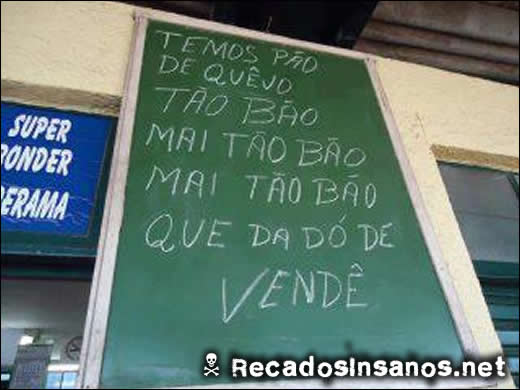 TEMOS PÃO
DE QUÊJO
TÃO BÃO
MAI TÃO BÃO
MAI TÃO BÃO
QUE DA DÓ DE
VENDÊ
SUPER
ONDER
ERAMA
RecadosInsanos.net